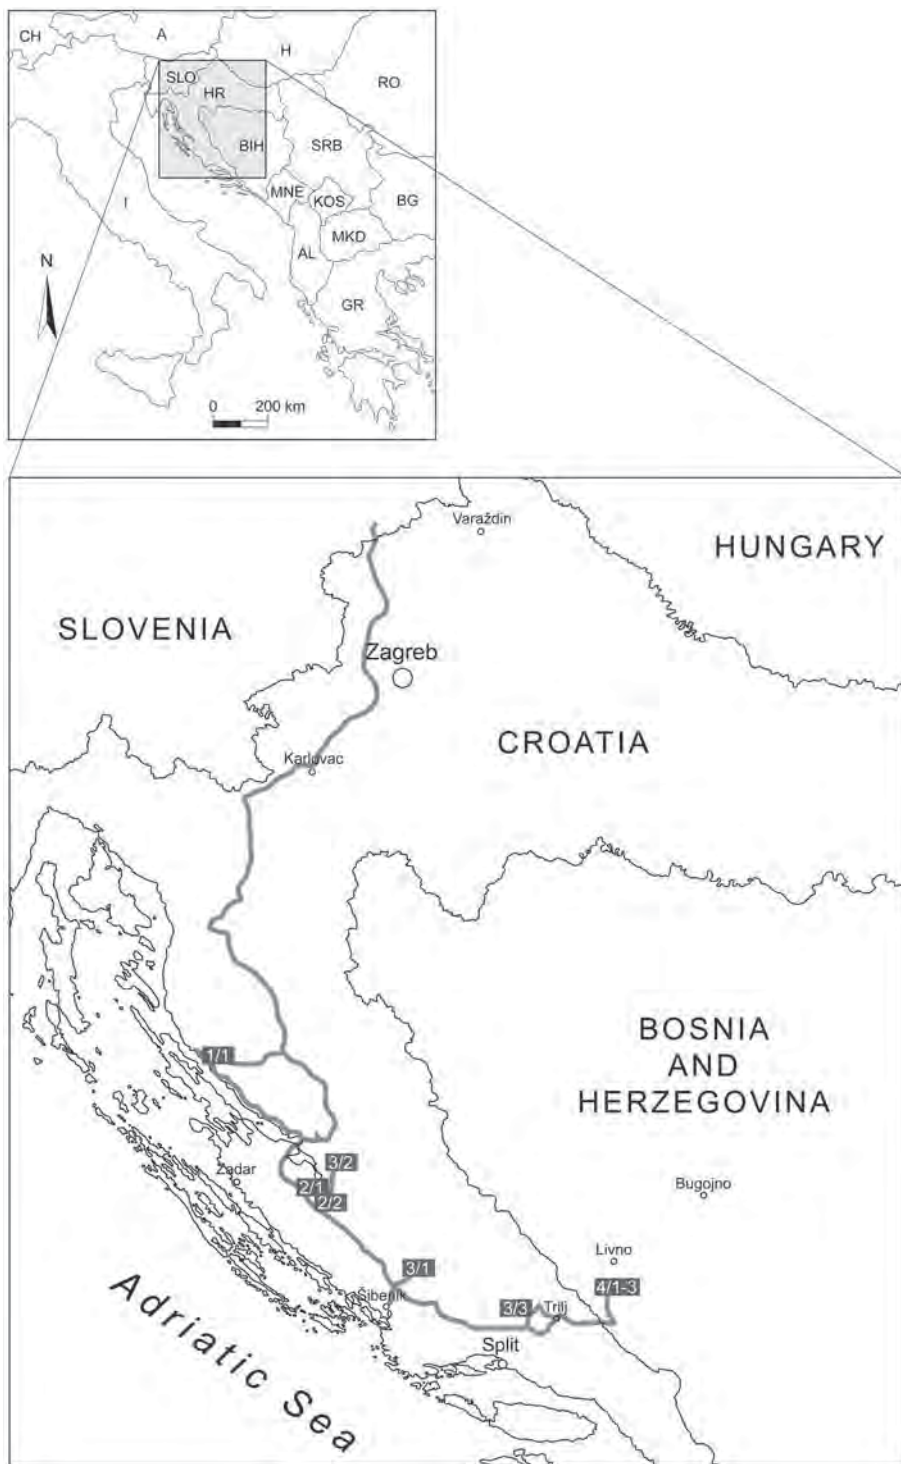 CH
A
H
SLO
HR
RO
BIH
SRB
I
MNE
KOS
BG
MKD
AL
N
GR
0 200 km
Varaždin
HUNGARY
SLOVENIA
Zagreb
CROATIA
Karlovac
1/1
BOSNIA
AND
HERZEGOVINA
3/2
Zadar
2/1
2/2
Bugojno
3/1
Livno
Šibenik
4/1-3
3/3
Trilj
Split
Adriatic Sea